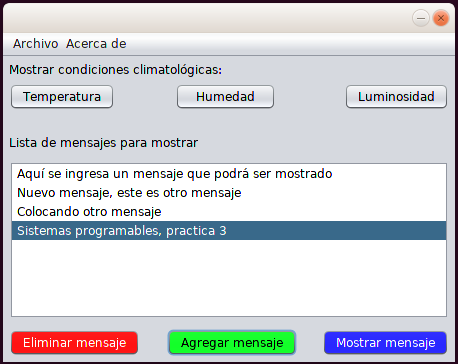 Archivo Acerca de
Mostrar condiciones climatológicas:
Temperatura Humedad Luminosidad
Lista de mensajes para mostrar
Aquí se ingresa un mensaje que podrá ser mostrado
Nuevo mensaje, este es otro mensaje
Colocando otro mensaje
Sistemas programables, practica 3
Eliminar mensaje Agregar mensaje Mostrar mensaje